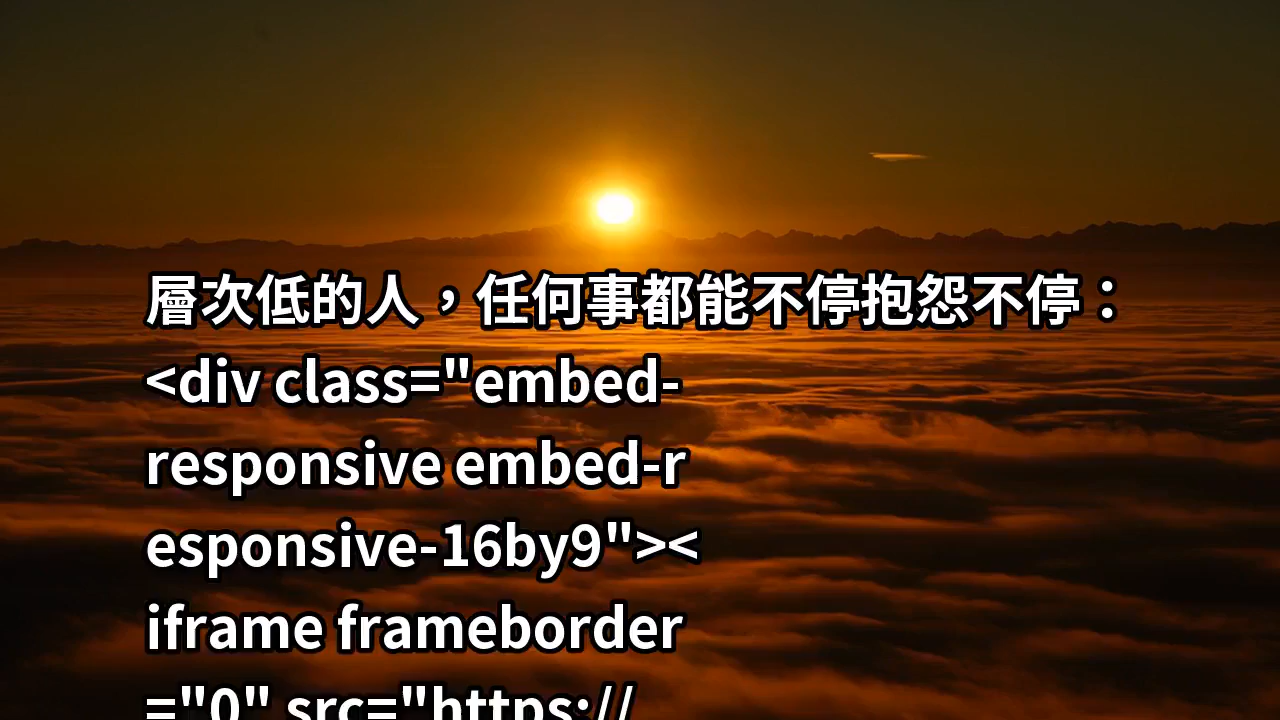 層次低的人，任何事都能不停抱怨不停：
<div class="embed-
responsive embed-r
esponsive-16by9"><
iframe frameborder
="0" src="https://